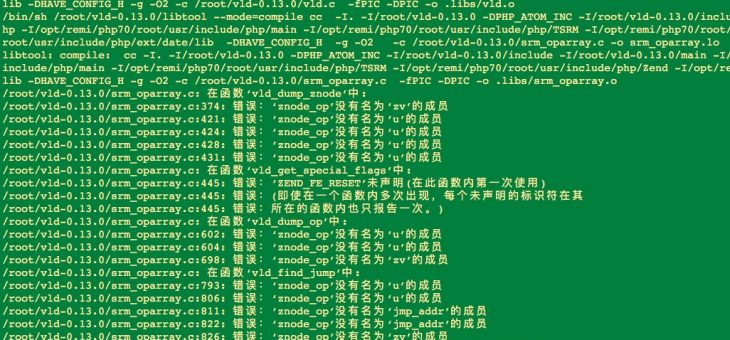 lib -DHAVE_CONFIG_H -g -O2 -c /root/vld-0.13.0/vld.c  -fPIC -DPIC -o .libs/vld.o
/bin/sh /root/vld-0.13.0/libtool --mode=compile cc  -I. -I/root/vld-0.13.0 -DPHP_ATOM_INC -I/root/vld-0.13.0/inclu
hp -I/opt/remi/php70/root/usr/include/php/main -I/opt/remi/php70/root/usr/include/php/TSRM -I/opt/remi/php70/root/
root/usr/include/php/ext/date/lib  -DHAVE_CONFIG_H  -g -O2   -c /root/vld-0.13.0/srm_oparray.c -o srm_oparray.lo
libtool: compile:  cc -I. -I/root/vld-0.13.0 -DPHP_ATOM_INC -I/root/vld-0.13.0/include -I/root/vld-0.13.0/main -I/
include/php/main -I/opt/remi/php70/root/usr/include/php/TSRM -I/opt/remi/php70/root/usr/include/php/Zend -I/opt/re
lib -DHAVE_CONFIG_H -g -O2 -c /root/vld-0.13.0/srm_oparray.c  -fPIC -DPIC -o .libs/srm_oparray.o
/root/vld-0.13.0/srm_oparray.c: 在函数‘vld_dump_znode’中:
/root/vld-0.13.0/srm_oparray.c:374: 错误: ‘znode_op’没有名为‘zv’的成员
/root/vld-0.13.0/srm_oparray.c:421: 错误: ‘znode_op’没有名为‘u’的成员
/root/vld-0.13.0/srm_oparray.c:424: 错误: ‘znode_op’没有名为‘u’的成员
/root/vld-0.13.0/srm_oparray.c:428: 错误: ‘znode_op’没有名为‘u’的成员
/root/vld-0.13.0/srm_oparray.c:431: 错误: ‘znode_op’没有名为‘u’的成员
/root/vld-0.13.0/srm_oparray.c: 在函数‘vld_get_special_flags’中:
/root/vld-0.13.0/srm_oparray.c:445: 错误: ‘ZEND_FE_RESET’未声明(在此函数内第一次使用)
/root/vld-0.13.0/srm_oparray.c:445: 错误: (即使在一个函数内多次出现，每个未声明的标识符在其
/root/vld-0.13.0/srm_oparray.c:445: 错误: 所在的函数内也只报告一次。)
/root/vld-0.13.0/srm_oparray.c: 在函数‘vld_dump_op’中:
/root/vld-0.13.0/srm_oparray.c:602: 错误: ‘znode_op’没有名为‘u’的成员
/root/vld-0.13.0/srm_oparray.c:604: 错误: ‘znode_op’没有名为‘u’的成员
/root/vld-0.13.0/srm_oparray.c:698: 错误: ‘znode_op’没有名为‘zv’的成员
/root/vld-0.13.0/srm_oparray.c: 在函数‘vld_find_jump’中:
/root/vld-0.13.0/srm_oparray.c:793: 错误: ‘znode_op’没有名为‘u’的成员
/root/vld-0.13.0/srm_oparray.c:806: 错误: ‘znode_op’没有名为‘u’的成员
/root/vld-0.13.0/srm_oparray.c:811: 错误: ‘znode_op’没有名为‘jmp_addr’的成员
/root/vld-0.13.0/srm_oparray.c:822: 错误: ‘znode_op’没有名为‘jmp_addr’的成员
/root/vld-0.13.0/srm_oparray.c:826: 错误: ‘znode_op’没有名为‘zv’的成员